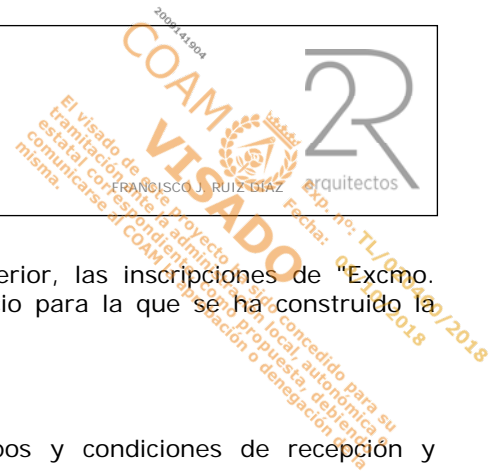 2009141904
COAM
VISADO
El visado de este proyecto ha sido concedido para su
tramitación ante la administración local, autonómica o
estatal correspondiente como propuesta, debiendo
comunicarse al COAM la aprobación o denegación de la
misma.
Exp. nº: TL/
/2018
Fecha:
2018
2R
arquitectos
FRANCISCO J. RUIZ DÍAZ
erior, las inscripciones de "Excmo.
io para la que se ha construido la
pos y condiciones de recepción y